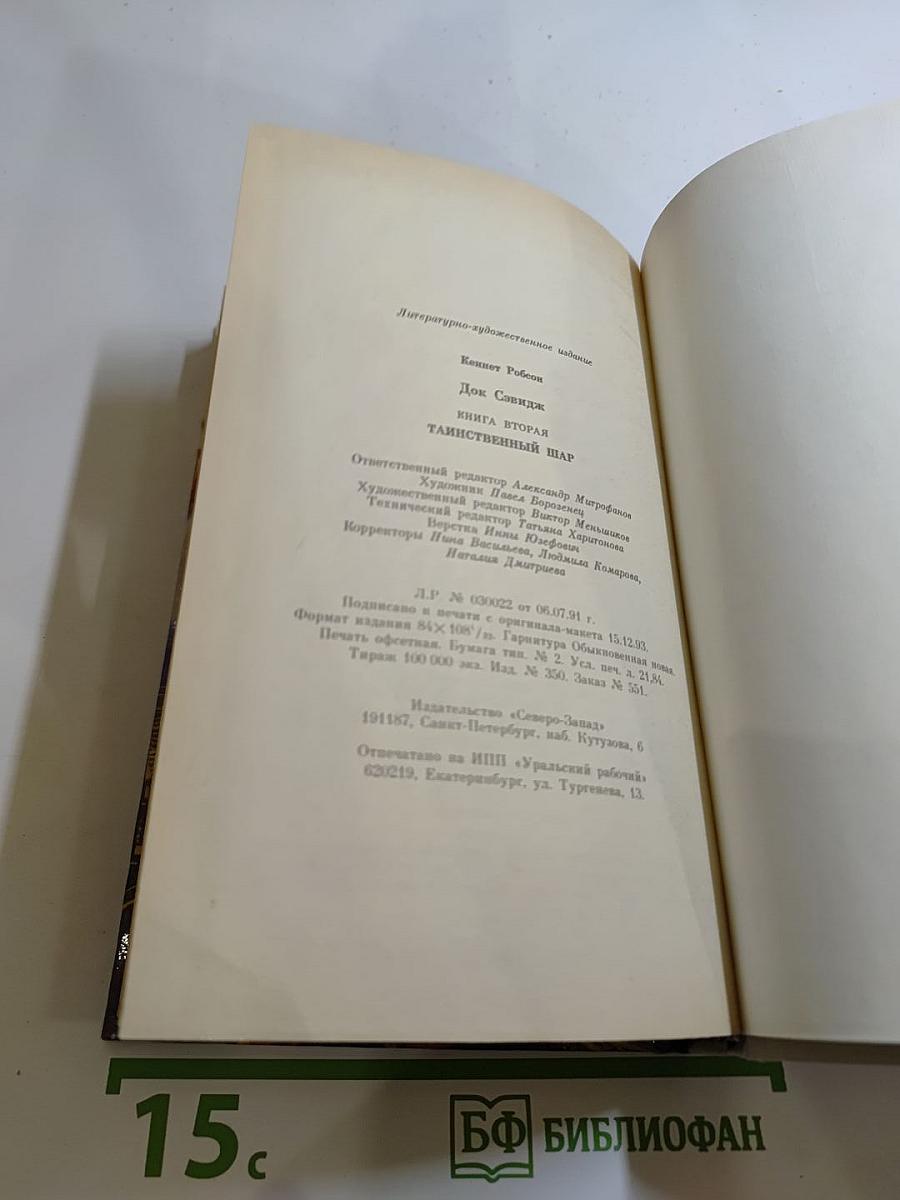 Литературно-художественное издание
Кеннет Робсон
Док Сэвидж
КНИГА ВТОРАЯ
ТАИНСТВЕННЫЙ ШАР
Ответственный редактор Александр Митрофанов
Художник Павел Борозенец
Художественный редактор Виктор Меньшиков
Технический редактор Татьяна Харитонова
Верстка Инны Юзефович
Корректоры Нина Васильева, Людмила Комарова,
Наталия Дмитриева
Л.Р № 030022 от 06.07.91 г.
Подписано к печати с оригинала-макета 15.12.93.
Формат издания 84×108¹/₃₂. Гарнитура Обыкновенная новая.
Печать офсетная. Бумага тип. № 2. Усл. печ. л. 21,84.
Тираж 100 000 экз. Изд. № 350. Заказ № 551.
Издательство «Северо-Запад»
191187, Санкт-Петербург, наб. Кутузова, 6
Отпечатано на ИПП «Уральский рабочий»
620219, Екатеринбург, ул. Тургенева, 13.
15 с
БФ БИБЛИОФАН